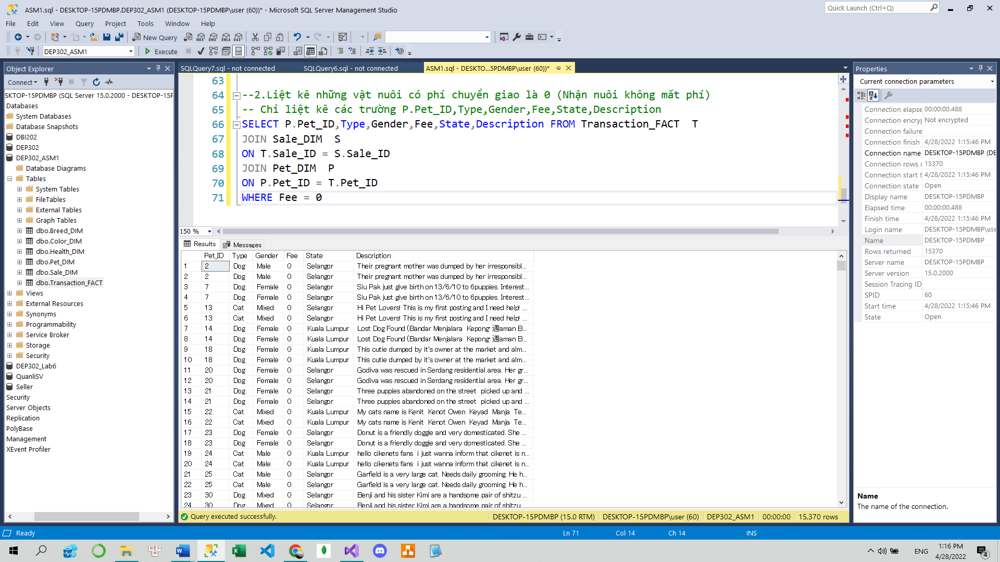 ASM1.sql - DESKTOP-15PDMBP.DEP302_ASM1 (DESKTOP-15PDMBP\user (60))* - Microsoft SQL Server Management Studio
Quick Launch (Ctrl+Q)
File Edit View Query Project Tools Window Help
New Query MDX DMX XMLA DAX
DEP302_ASM1 Execute
Object Explorer
Connect
SKTOP-15PDMBP (SQL Server 15.0.2000 - DESKTOP-15P
Databases
System Databases
Database Snapshots
DBI202
DEP302
DEP302_ASM1
Database Diagrams
Tables
System Tables
FileTables
External Tables
Graph Tables
dbo.Breed_DIM
dbo.Color_DIM
dbo.Health_DIM
dbo.Pet_DIM
dbo.Sale_DIM
dbo.Transaction_FACT
Views
External Resources
Synonyms
Programmability
Service Broker
Storage
Security
DEP302_Lab6
QuanliSV
Seller
Security
Server Objects
Replication
PolyBase
Management
XEvent Profiler
SQLQuery7.sql - not connected SQLQuery6.sql - not connected ASM1.sql - DESKTO...5PDMBP\user (60))*
63
64 --2.Liệt kê những vật nuôi có phí chuyển giao là 0 (Nhận nuôi không mất phí)
65 -- Chỉ liệt kê các trường P.Pet_ID,Type,Gender,Fee,State,Description
66 SELECT P.Pet_ID,Type,Gender,Fee,State,Description FROM Transaction_FACT T
67 JOIN Sale_DIM S
68 ON T.Sale_ID = S.Sale_ID
69 JOIN Pet_DIM P
70 ON P.Pet_ID = T.Pet_ID
71 WHERE Fee = 0
150 %
Results Messages
Pet_ID Type Gender Fee State Description
1 2 Dog Male 0 Selangor Their pregnant mother was dumped by her irresponsibl...
2 2 Dog Male 0 Selangor Their pregnant mother was dumped by her irresponsibl...
3 7 Dog Female 0 Selangor Siu Pak just give birth on 13/6/10 to 6puppies. Interest...
4 7 Dog Female 0 Selangor Siu Pak just give birth on 13/6/10 to 6puppies. Interest...
5 13 Cat Mixed 0 Selangor Hi Pet Lovers! This is my first posting and I need help! ...
6 13 Cat Mixed 0 Selangor Hi Pet Lovers! This is my first posting and I need help! ...
7 14 Dog Female 0 Kuala Lumpur Lost Dog Found (Bandar Menjalara Kepong- 週aman B...
8 14 Dog Female 0 Kuala Lumpur Lost Dog Found (Bandar Menjalara Kepong- 週aman B...
9 18 Dog Female 0 Kuala Lumpur This cutie dumped by it's owner at the market and alm...
10 18 Dog Female 0 Kuala Lumpur This cutie dumped by it's owner at the market and alm...
11 20 Dog Female 0 Selangor Godiva was rescued in Serdang residential area. Her gr...
12 20 Dog Female 0 Selangor Godiva was rescued in Serdang residential area. Her gr...
13 21 Dog Female 0 Selangor Three puppies abandoned on the street picked up and ...
14 21 Dog Female 0 Selangor Three puppies abandoned on the street picked up and ...
15 22 Cat Mixed 0 Kuala Lumpur My cats name is Kenit Kenot Owen Keyad Manja Te...
16 22 Cat Mixed 0 Kuala Lumpur My cats name is Kenit Kenot Owen Keyad Manja Te...
17 23 Dog Female 0 Selangor Donut is a friendly doggie and very domesticated. She ...
18 23 Dog Female 0 Selangor Donut is a friendly doggie and very domesticated. She ...
19 24 Cat Male 0 Kuala Lumpur hello cikenets fans i just wanna inform that cikenet is n...
20 24 Cat Male 0 Kuala Lumpur hello cikenets fans i just wanna inform that cikenet is n...
21 25 Cat Male 0 Selangor Garfield is a very large cat. Needs daily grooming. He h...
22 25 Cat Male 0 Selangor Garfield is a very large cat. Needs daily grooming. He h...
23 30 Dog Mixed 0 Selangor Benji and his sister Kimi are a handsome pair of shitzu
24 30 Dog Mixed 0 Selangor Benji and his sister Kimi are a handsome pair of shitzu
Query executed successfully. DESKTOP-15PDMBP (15.0 RTM) DESKTOP-15PDMBP\user (60) DEP302_ASM1 00:00:00 15,370 rows
Properties
Current connection parameters
Connection elapse 00:00:00.488
Connection encryp Not encrypted
Connection failure
Connection finish 4/28/2022 1:15:46 PM
Connection name DESKTOP-15PDMBP (DE
Connection rows r 15370
Connection start t 4/28/2022 1:15:46 PM
Connection state Open
Display name DESKTOP-15PDMBP
Elapsed time 00:00:00.488
Finish time 4/28/2022 1:15:46 PM
Login name DESKTOP-15PDMBP\use
Name DESKTOP-15PDMBP
Rows returned 15370
Server name DESKTOP-15PDMBP
Server version 15.0.2000
Session Tracing ID
SPID 60
Start time 4/28/2022 1:15:46 PM
State Open
Name
The name of the connection.
Ready Ln 71 Col 14 Ch 14 INS
ENG 1:16 PM
4/28/2022 4